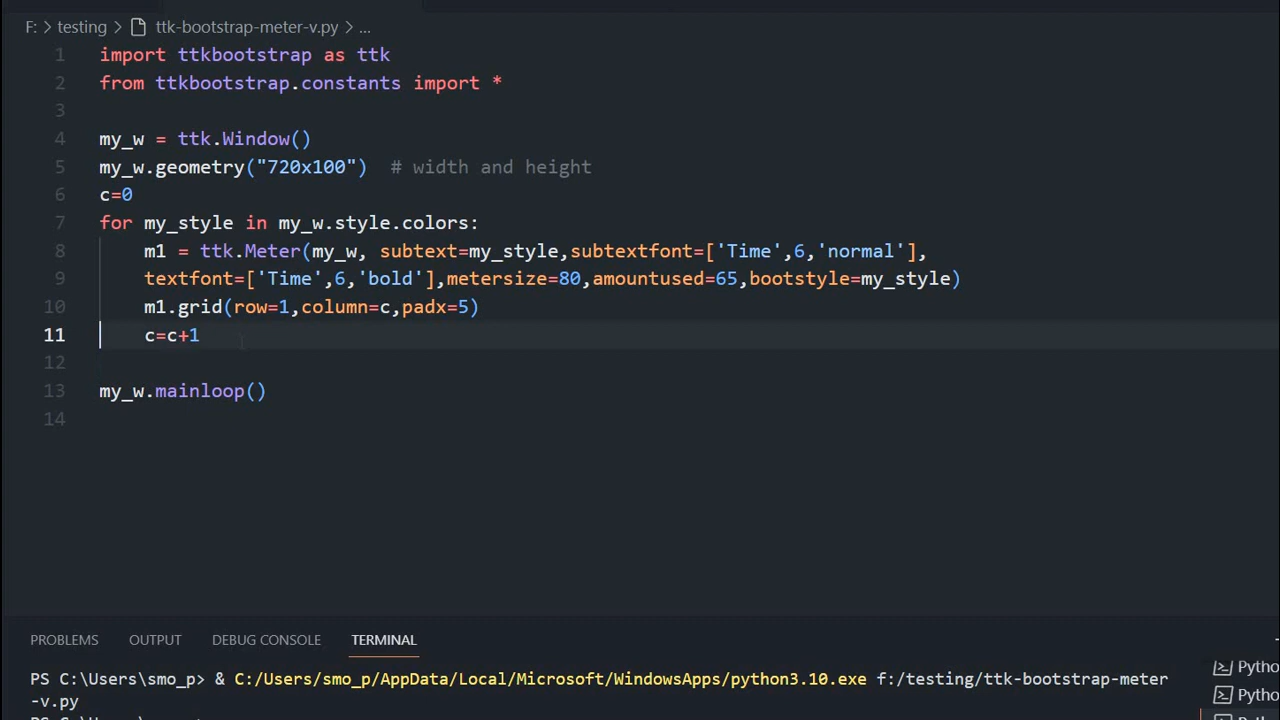 F: > testing > ttk-bootstrap-meter-v.py > ...
1 import ttkbootstrap as ttk
2 from ttkbootstrap.constants import *
3
4 my_w = ttk.Window()
5 my_w.geometry("720x100")  # width and height
6 c=0
7 for my_style in my_w.style.colors:
8     m1 = ttk.Meter(my_w, subtext=my_style,subtextfont=['Time',6,'normal'],
9     textfont=['Time',6,'bold'],metersize=80,amountused=65,bootstyle=my_style)
10     m1.grid(row=1,column=c,padx=5)
11     c=c+1
12
13 my_w.mainloop()
14
PROBLEMS OUTPUT DEBUG CONSOLE TERMINAL
PS C:\Users\smo_p> & C:/Users/smo_p/AppData/Local/Microsoft/WindowsApps/python3.10.exe f:/testing/ttk-bootstrap-meter
-v.py
PS C:\Users\smo_p>
Pytho
Pytho